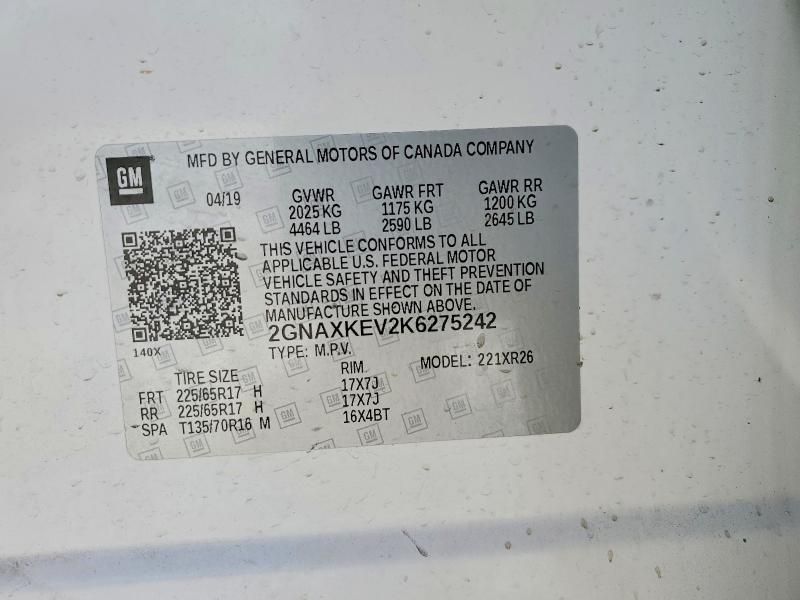 GM
MFD BY GENERAL MOTORS OF CANADA COMPANY
04/19 GVWR GAWR FRT GAWR RR
2025 KG 1175 KG 1200 KG
4464 LB 2590 LB 2645 LB
THIS VEHICLE CONFORMS TO ALL
APPLICABLE U.S. FEDERAL MOTOR
VEHICLE SAFETY AND THEFT PREVENTION
STANDARDS IN EFFECT ON THE DATE OF
MANUFACTURE SHOWN ABOVE.
2GNAXKEV2K6275242
140X
TYPE: M.P.V. MODEL: 221XR26
TIRE SIZE RIM
FRT 225/65R17 H 17X7J
RR 225/65R17 H 17X7J
SPA T135/70R16 M 16X4BT